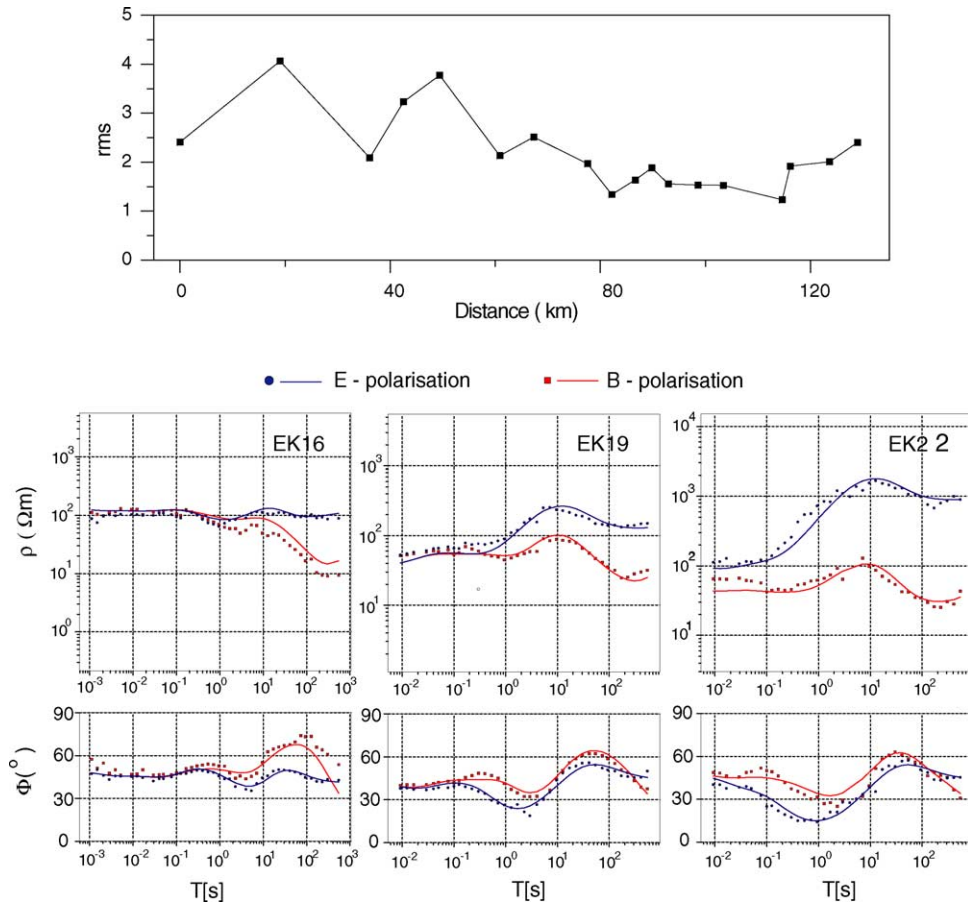 5
4
3
2
1
0
rms
0 40 80 120
Distance ( km)
E - polarisation B - polarisation
EK16
10³
10²
10¹
10⁰
ρ ( Ωm)
10⁻³ 10⁻² 10⁻¹ 10⁰ 10¹ 10² 10³
EK19
10³
10²
10¹
10⁻² 10⁻¹ 10⁰ 10¹ 10²
EK2 2
10⁴
10³
10²
10¹
10⁻² 10⁻¹ 10⁰ 10¹ 10²
90
60
30
0
Φ(°)
10⁻³ 10⁻² 10⁻¹ 10⁰ 10¹ 10² 10³
T[s]
90
60
30
0
10⁻² 10⁻¹ 10⁰ 10¹ 10²
T[s]
90
60
30
0
10⁻² 10⁻¹ 10⁰ 10¹ 10²
T[s]